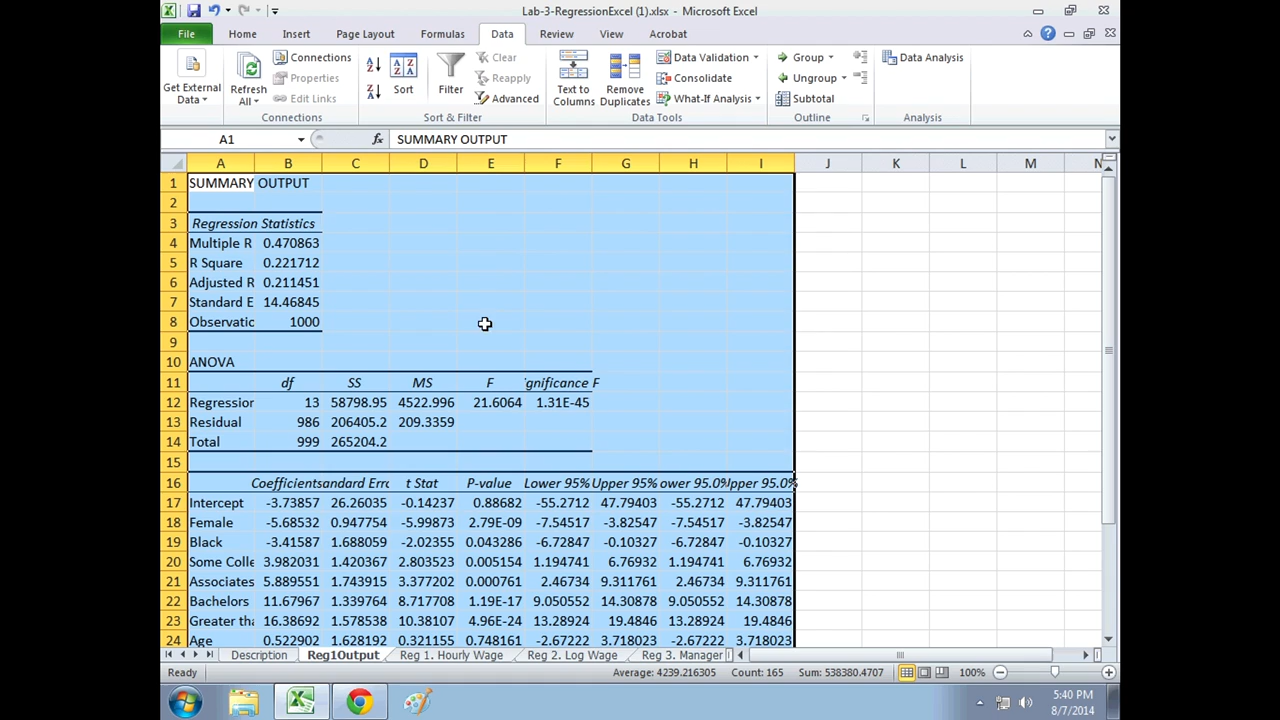 Lab-3-RegressionExcel (1).xlsx - Microsoft Excel
File Home Insert Page Layout Formulas Data Review View Acrobat
Get External Data
Refresh All
Connections
Properties
Edit Links
Connections
Sort
Filter
Clear
Reapply
Advanced
Sort & Filter
Text to Columns
Remove Duplicates
Data Validation
Consolidate
What-If Analysis
Data Tools
Group
Ungroup
Subtotal
Outline
Data Analysis
Analysis
A1 fx SUMMARY OUTPUT
A B C D E F G H I J K L M N
1 SUMMARY OUTPUT
2
3 Regression Statistics
4 Multiple R 0.470863
5 R Square 0.221712
6 Adjusted R 0.211451
7 Standard E 14.46845
8 Observatic 1000
9
10 ANOVA
11 df SS MS F gnificance F
12 Regressior 13 58798.95 4522.996 21.6064 1.31E-45
13 Residual 986 206405.2 209.3359
14 Total 999 265204.2
15
16 Coefficients andard Erro t Stat P-value Lower 95% Upper 95% ower 95.0% Upper 95.0%
17 Intercept -3.73857 26.26035 -0.14237 0.88682 -55.2712 47.79403 -55.2712 47.79403
18 Female -5.68532 0.947754 -5.99873 2.79E-09 -7.54517 -3.82547 -7.54517 -3.82547
19 Black -3.41587 1.688059 -2.02355 0.043286 -6.72847 -0.10327 -6.72847 -0.10327
20 Some Colle 3.982031 1.420367 2.803523 0.005154 1.194741 6.76932 1.194741 6.76932
21 Associates 5.889551 1.743915 3.377202 0.000761 2.46734 9.311761 2.46734 9.311761
22 Bachelors 11.67967 1.339764 8.717708 1.19E-17 9.050552 14.30878 9.050552 14.30878
23 Greater tha 16.38692 1.578538 10.38107 4.96E-24 13.28924 19.4846 13.28924 19.4846
24 Age 0.522902 1.628192 0.321155 0.748161 -2.67222 3.718023 -2.67222 3.718023
Description Reg1Output Reg 1. Hourly Wage Reg 2. Log Wage Reg 3. Manager
Ready Average: 4239.216305 Count: 165 Sum: 538380.4707 100%
5:40 PM
8/7/2014